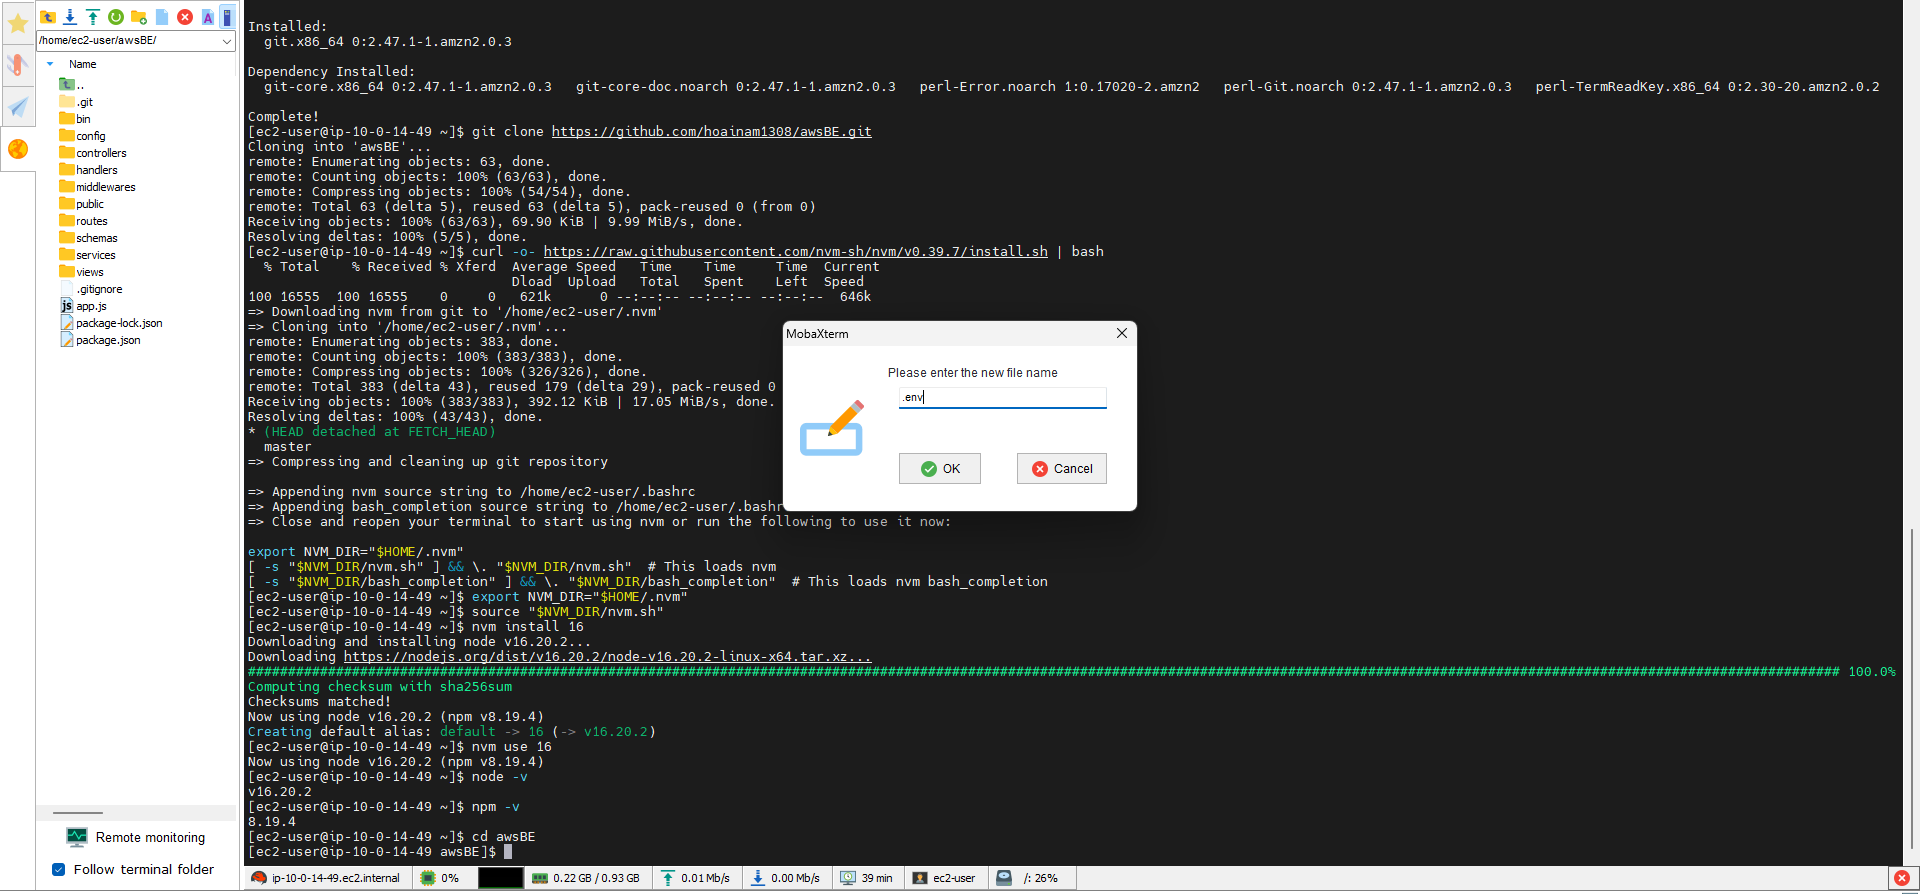 /home/ec2-user/awsBE/
Name
..
.git
bin
config
controllers
handlers
middlewares
public
routes
schemas
services
views
.gitignore
app.js
package-lock.json
package.json
Remote monitoring
Follow terminal folder
Installed:
git.x86_64 0:2.47.1-1.amzn2.0.3
Dependency Installed:
git-core.x86_64 0:2.47.1-1.amzn2.0.3   git-core-doc.noarch 0:2.47.1-1.amzn2.0.3   perl-Error.noarch 1:0.17020-2.amzn2   perl-Git.noarch 0:2.47.1-1.amzn2.0.3   perl-TermReadKey.x86_64 0:2.30-20.amzn2.0.2
Complete!
[ec2-user@ip-10-0-14-49 ~]$ git clone https://github.com/hoainam1308/awsBE.git
Cloning into 'awsBE'...
remote: Enumerating objects: 63, done.
remote: Counting objects: 100% (63/63), done.
remote: Compressing objects: 100% (54/54), done.
remote: Total 63 (delta 5), reused 63 (delta 5), pack-reused 0 (from 0)
Receiving objects: 100% (63/63), 69.90 KiB | 9.99 MiB/s, done.
Resolving deltas: 100% (5/5), done.
[ec2-user@ip-10-0-14-49 ~]$ curl -o- https://raw.githubusercontent.com/nvm-sh/nvm/v0.39.7/install.sh | bash
% Total    % Received % Xferd  Average Speed   Time    Time     Time  Current
Dload  Upload   Total   Spent    Left  Speed
100 16555  100 16555    0     0   621k      0 --:--:-- --:--:-- --:--:--  646k
=> Downloading nvm from git to '/home/ec2-user/.nvm'
=> Cloning into '/home/ec2-user/.nvm'...
remote: Enumerating objects: 383, done.
remote: Counting objects: 100% (383/383), done.
remote: Compressing objects: 100% (326/326), done.
remote: Total 383 (delta 43), reused 179 (delta 29), pack-reused 0
Receiving objects: 100% (383/383), 392.12 KiB | 17.05 MiB/s, done.
Resolving deltas: 100% (43/43), done.
* (HEAD detached at FETCH_HEAD)
master
=> Compressing and cleaning up git repository
=> Appending nvm source string to /home/ec2-user/.bashrc
=> Appending bash_completion source string to /home/ec2-user/.bashr
=> Close and reopen your terminal to start using nvm or run the following to use it now:
export NVM_DIR="$HOME/.nvm"
[ -s "$NVM_DIR/nvm.sh" ] && \. "$NVM_DIR/nvm.sh"  # This loads nvm
[ -s "$NVM_DIR/bash_completion" ] && \. "$NVM_DIR/bash_completion"  # This loads nvm bash_completion
[ec2-user@ip-10-0-14-49 ~]$ export NVM_DIR="$HOME/.nvm"
[ec2-user@ip-10-0-14-49 ~]$ source "$NVM_DIR/nvm.sh"
[ec2-user@ip-10-0-14-49 ~]$ nvm install 16
Downloading and installing node v16.20.2...
Downloading https://nodejs.org/dist/v16.20.2/node-v16.20.2-linux-x64.tar.xz...
100.0%
Computing checksum with sha256sum
Checksums matched!
Now using node v16.20.2 (npm v8.19.4)
Creating default alias: default -> 16 (-> v16.20.2)
[ec2-user@ip-10-0-14-49 ~]$ nvm use 16
Now using node v16.20.2 (npm v8.19.4)
[ec2-user@ip-10-0-14-49 ~]$ node -v
v16.20.2
[ec2-user@ip-10-0-14-49 ~]$ npm -v
8.19.4
[ec2-user@ip-10-0-14-49 ~]$ cd awsBE
[ec2-user@ip-10-0-14-49 awsBE]$
MobaXterm
Please enter the new file name
.env
OK
Cancel
ip-10-0-14-49.ec2.internal   0%   0.22 GB / 0.93 GB   0.01 Mb/s   0.00 Mb/s   39 min   ec2-user   /: 26%